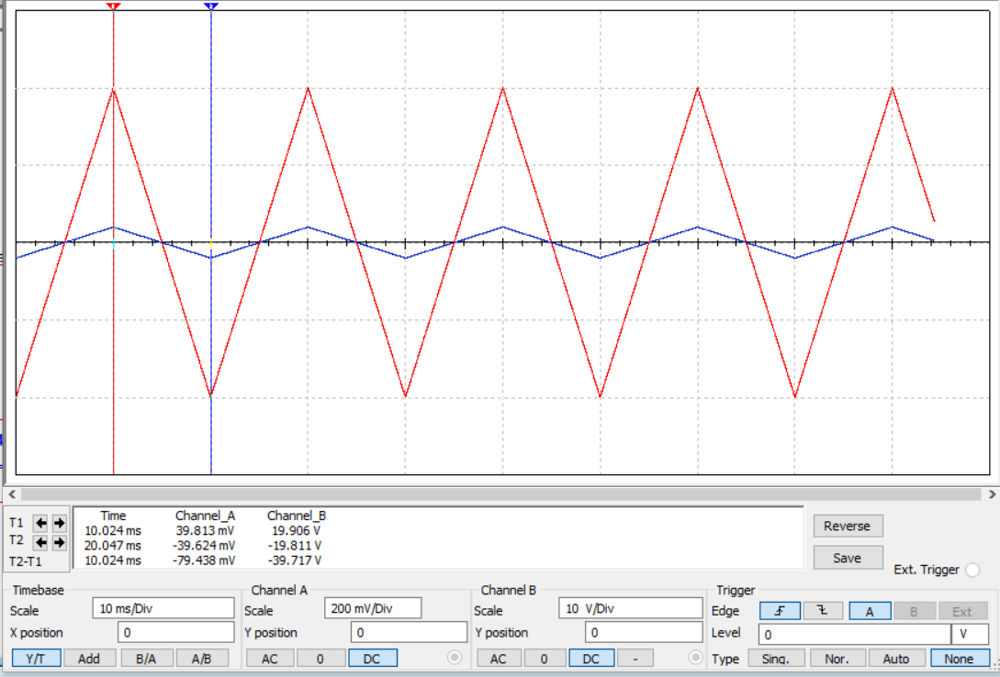 1 2
Time Channel_A Channel_B
T1 10.024 ms 39.813 mV 19.906 V
T2 20.047 ms -39.624 mV -19.811 V
T2-T1 10.024 ms -79.438 mV -39.717 V
Reverse
Save
Ext. Trigger
Timebase Channel A Channel B Trigger
Scale 10 ms/Div Scale 200 mV/Div Scale 10 V/Div Edge A B Ext
X position 0 Y position 0 Y position 0 Level 0 V
Y/T Add B/A A/B AC 0 DC AC 0 DC - Type Sing. Nor. Auto None